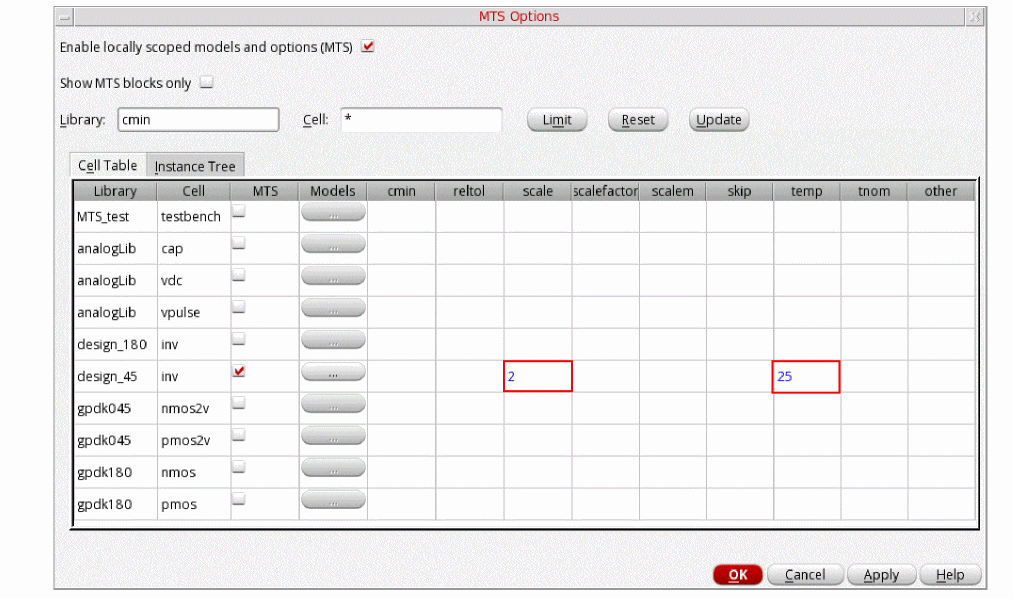 MTS Options
Enable locally scoped models and options (MTS)
Show MTS blocks only
Library: cmin Cell: * Limit Reset Update
Cell Table Instance Tree
Library Cell MTS Models cmin reltol scale scalefactor scalem skip temp tnom other
MTS_test testbench ...
analogLib cap ...
analogLib vdc ...
analogLib vpulse ...
design_180 inv ...
design_45 inv ... 2 25
gpdk045 nmos2v ...
gpdk045 pmos2v ...
gpdk180 nmos ...
gpdk180 pmos ...
OK Cancel Apply Help